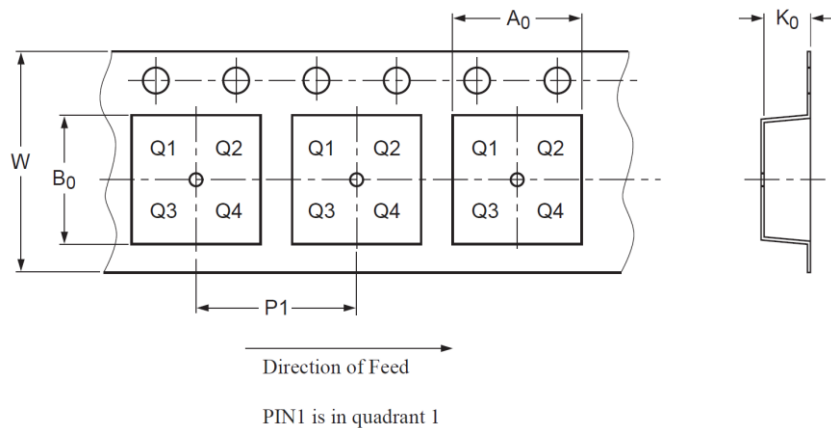 A0
K0
W
B0
Q1 Q2 Q1 Q2 Q1 Q2
Q3 Q4 Q3 Q4 Q3 Q4
P1
Direction of Feed
PIN1 is in quadrant 1